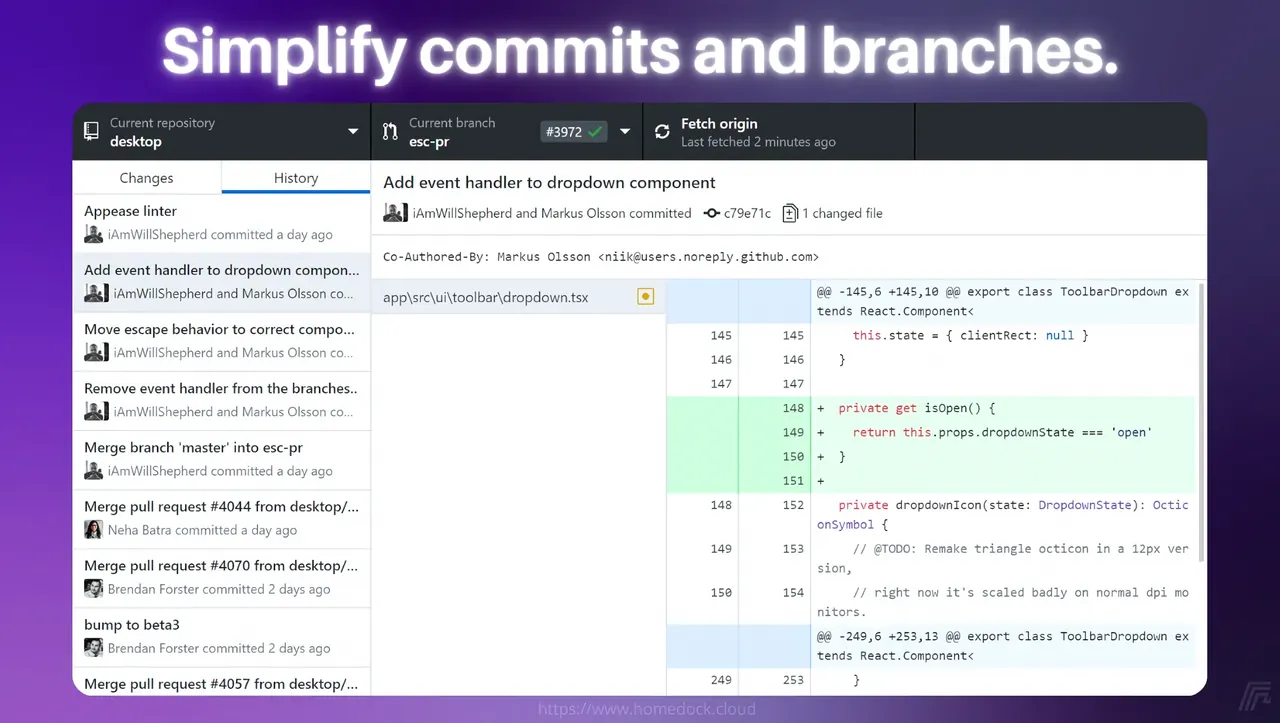 Simplify commits and branches.
Current repository
desktop
Current branch
esc-pr
#3972
Fetch origin
Last fetched 2 minutes ago
Changes
History
Appease linter
iAmWillShepherd committed a day ago
Add event handler to dropdown compon...
iAmWillShepherd and Markus Olsson co...
Move escape behavior to correct compo...
iAmWillShepherd and Markus Olsson co...
Remove event handler from the branches..
iAmWillShepherd and Markus Olsson co...
Merge branch 'master' into esc-pr
iAmWillShepherd committed a day ago
Merge pull request #4044 from desktop/...
Neha Batra committed a day ago
Merge pull request #4070 from desktop/...
Brendan Forster committed 2 days ago
bump to beta3
Brendan Forster committed 2 days ago
Merge pull request #4057 from desktop/...
Add event handler to dropdown component
iAmWillShepherd and Markus Olsson committed c79e71c 1 changed file
Co-Authored-By: Markus Olsson <niik@users.noreply.github.com>
app\src\ui\toolbar\dropdown.tsx
@@ -145,6 +145,10 @@ export class ToolbarDropdown ex
tends React.Component<
145 145 this.state = { clientRect: null }
146 146 }
147 147
148 + private get isOpen() {
149 + return this.props.dropdownState === 'open'
150 + }
151 +
148 152 private dropdownIcon(state: DropdownState): Octic
onSymbol {
149 153 // @TODO: Remake triangle octicon in a 12px ver
sion,
150 154 // right now it's scaled badly on normal dpi mo
nitors.
@@ -249,6 +253,13 @@ export class ToolbarDropdown ex
tends React.Component<
249 253 }
https://www.homedock.cloud